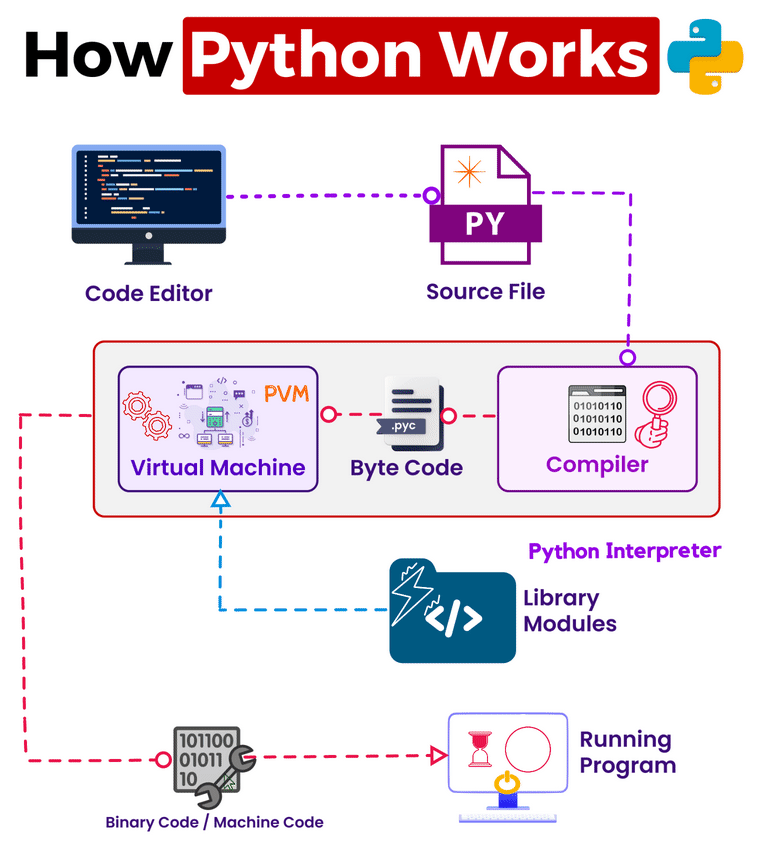 How Python Works
PY
Code Editor
Source File
PVM
.pyc
01010110
01010110
01010110
Virtual Machine
Byte Code
Compiler
Python Interpreter
</>
Library
Modules
101100
01011
10
Running
Program
Binary Code / Machine Code